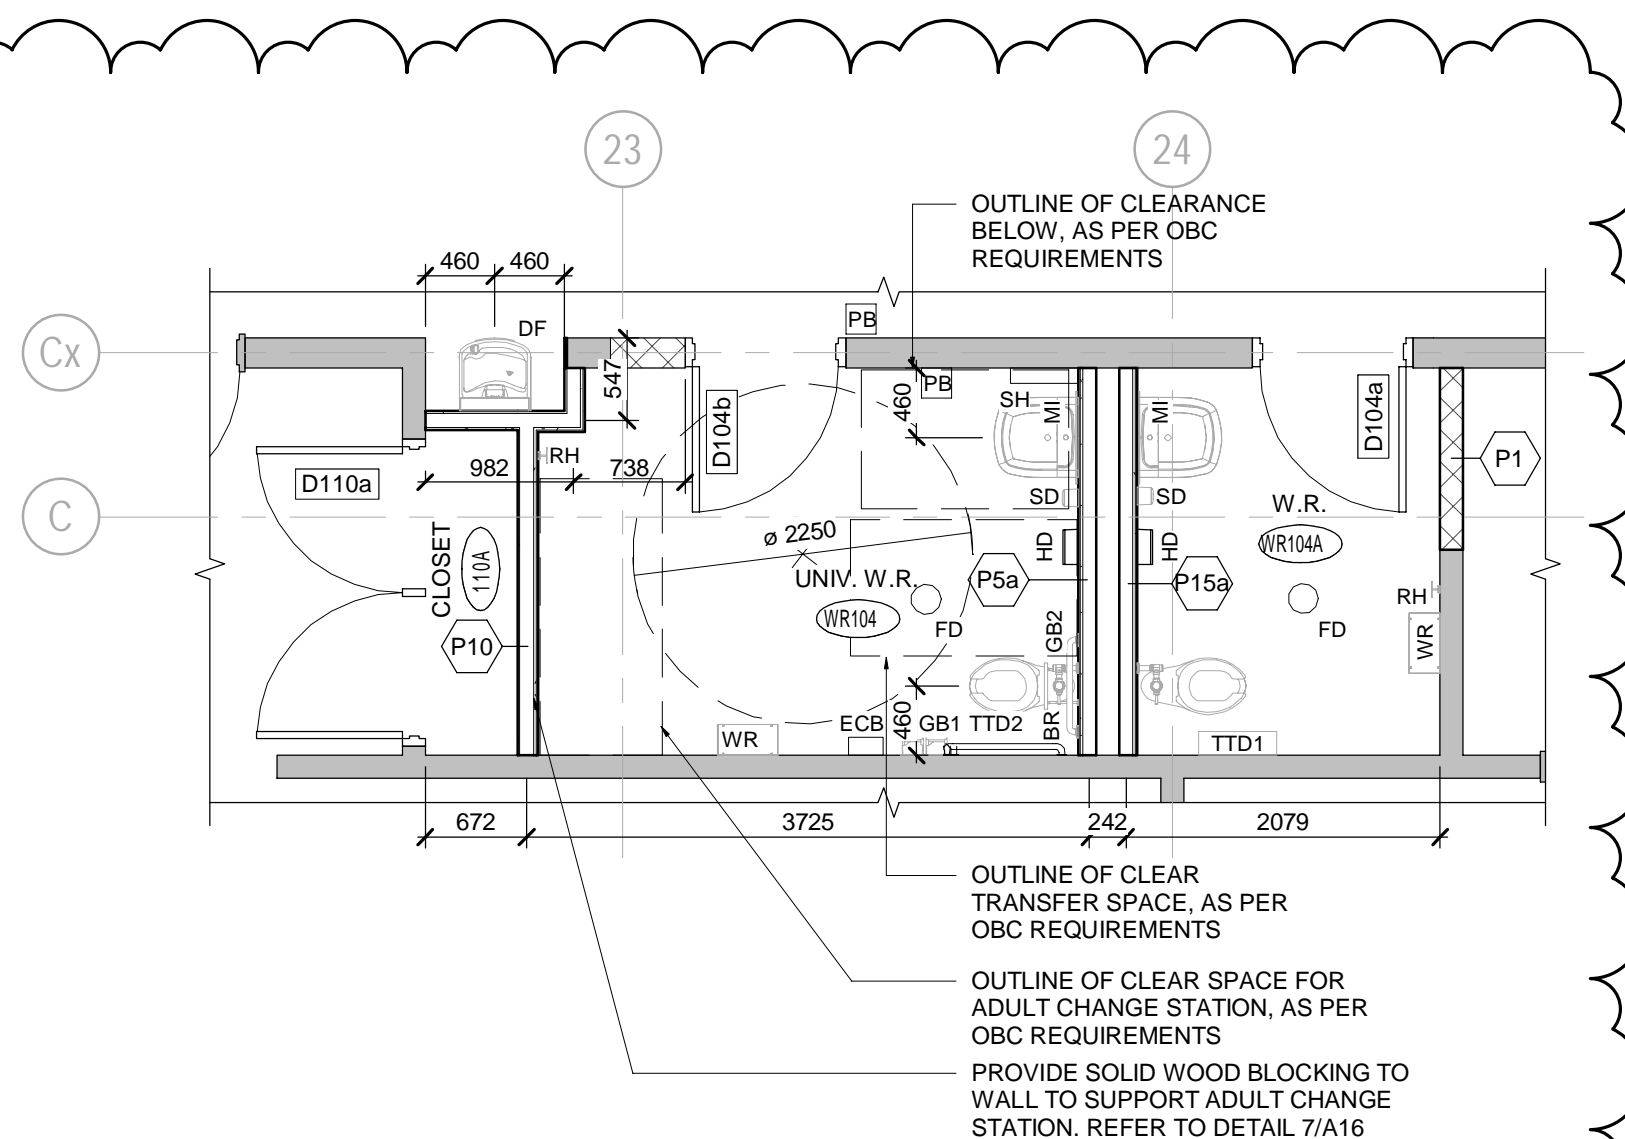 23
24
OUTLINE OF CLEARANCE
BELOW, AS PER OBC
REQUIREMENTS
460
460
DF
PB
Cx
547
460
PB
SH
MI
MI
D104b
D104a
P1
RH
982
738
D110a
SD
SD
W.R.
C
ø 2250
HD
HD
WR104A
CLOSET
110A
UNIV. W.R.
P5a
P15a
RH
WR104
FD
FD
GB2
WR
P10
460
ECB
GB1
TTD2
BR
WR
TTD1
672
3725
242
2079
OUTLINE OF CLEAR
TRANSFER SPACE, AS PER
OBC REQUIREMENTS
OUTLINE OF CLEAR SPACE FOR
ADULT CHANGE STATION, AS PER
OBC REQUIREMENTS
PROVIDE SOLID WOOD BLOCKING TO
WALL TO SUPPORT ADULT CHANGE
STATION. REFER TO DETAIL 7/A16